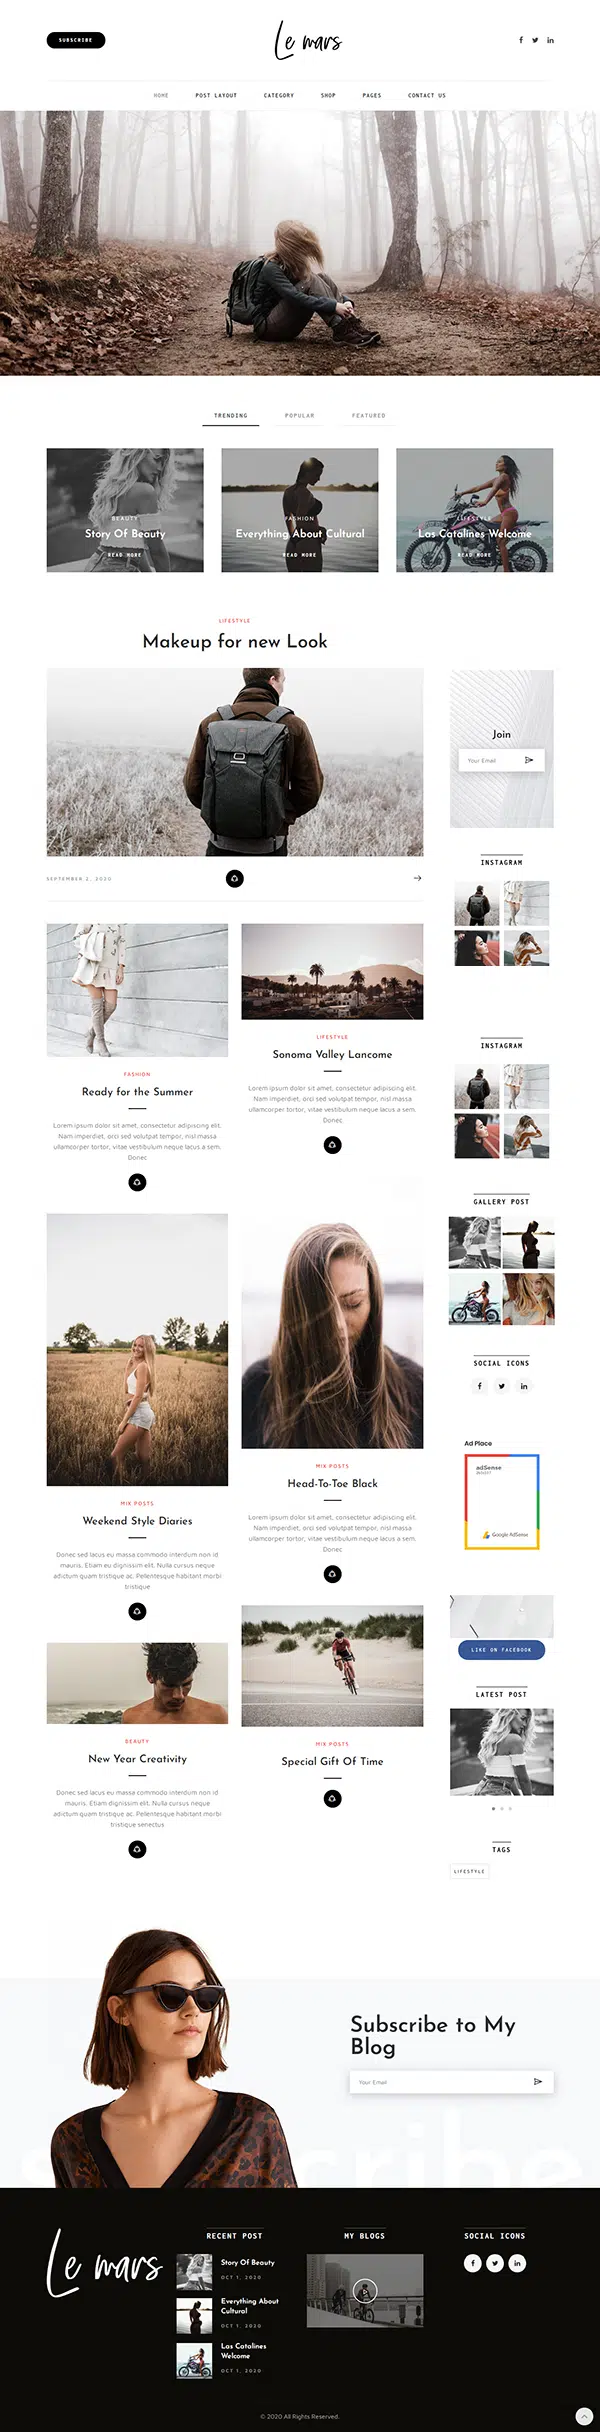 SUBSCRIBE
Le mars
HOME
POST LAYOUT
CATEGORY
SHOP
PAGES
CONTACT US
TRENDING
POPULAR
FEATURED
BEAUTY
Story Of Beauty
READ MORE
FASHION
Everything About Cultural
READ MORE
LIFESTYLE
Las Catalines Welcome
READ MORE
LIFESTYLE
Makeup for new Look
SEPTEMBER 2, 2020
FASHION
Ready for the Summer
Lorem ipsum dolor sit amet, consectetur adipiscing elit.
Nam imperdiet, orci sed volutpat tempor, nisl massa
ullamcorper tortor, vitae vestibulum neque lacus a sem.
Donec
LIFESTYLE
Sonoma Valley Lancome
Lorem ipsum dolor sit amet, consectetur adipiscing elit.
Nam imperdiet, orci sed volutpat tempor, nisl massa
ullamcorper tortor, vitae vestibulum neque lacus a sem.
Donec
MIX POSTS
Weekend Style Diaries
Donec sed lacus eu massa commodo interdum non id
mauris. Etiam dignissim elit. Nulla cursus neque
adictum quam tristique ac. Pellentesque habitant morbi
tristique
MIX POSTS
Head-To-Toe Black
Lorem ipsum dolor sit amet, consectetur adipiscing elit.
Nam imperdiet, orci sed volutpat tempor, nisl massa
ullamcorper tortor, vitae vestibulum neque lacus a sem.
Donec
BEAUTY
New Year Creativity
Donec sed lacus eu massa commodo interdum non id
mauris. Etiam dignissim elit. Nulla cursus neque
adictum quam tristique ac. Pellentesque habitant morbi
tristique senectus
MIX POSTS
Special Gift Of Time
Join
Your Email
INSTAGRAM
INSTAGRAM
GALLERY POST
SOCIAL ICONS
Ad Place
adSense
Google AdSense
LIKE ON FACEBOOK
LATEST POST
TAGS
LIFESTYLE
Subscribe to My
Blog
Your Email
Le mars
RECENT POST
Story Of Beauty
OCT 1, 2020
Everything About
Cultural
OCT 1, 2020
Las Catalines
Welcome
OCT 1, 2020
MY BLOGS
SOCIAL ICONS
© 2020 All Rights Reserved.